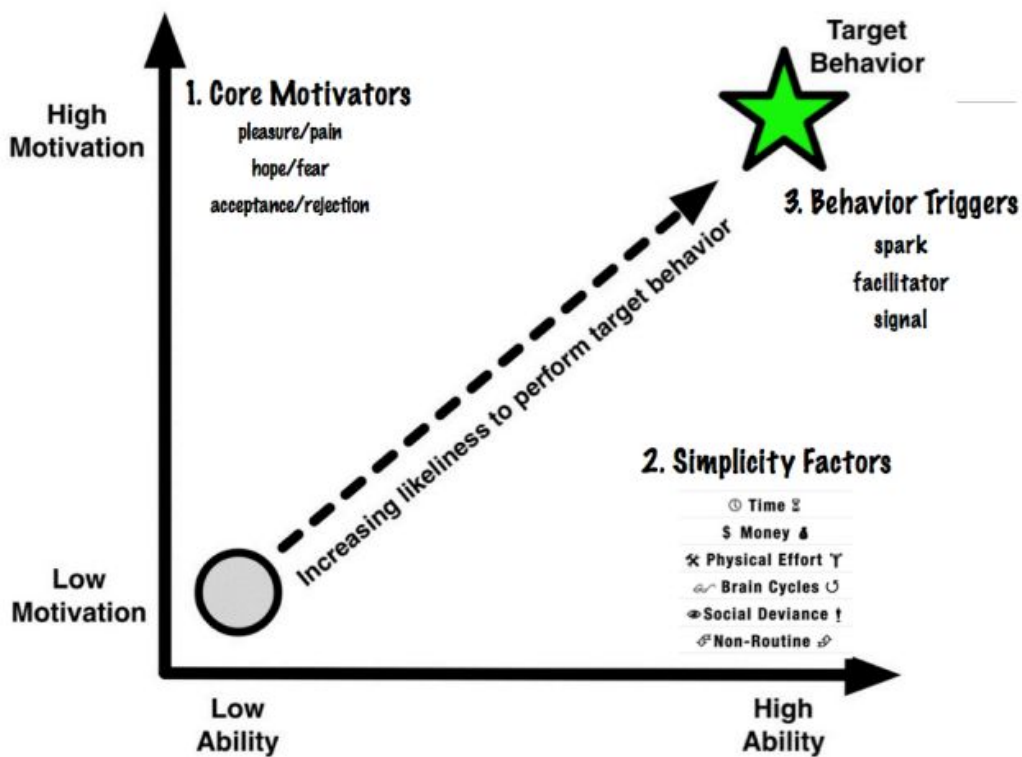 Target
Behavior
1. Core Motivators
High
Motivation
pleasure/pain
hope/fear
acceptance/rejection
3. Behavior Triggers
spark
facilitator
signal
Increasing likeliness to perform target behavior
2. Simplicity Factors
Time
$ Money
Physical Effort
Brain Cycles
Social Deviance !
Non-Routine
Low
Motivation
Low
Ability
High
Ability